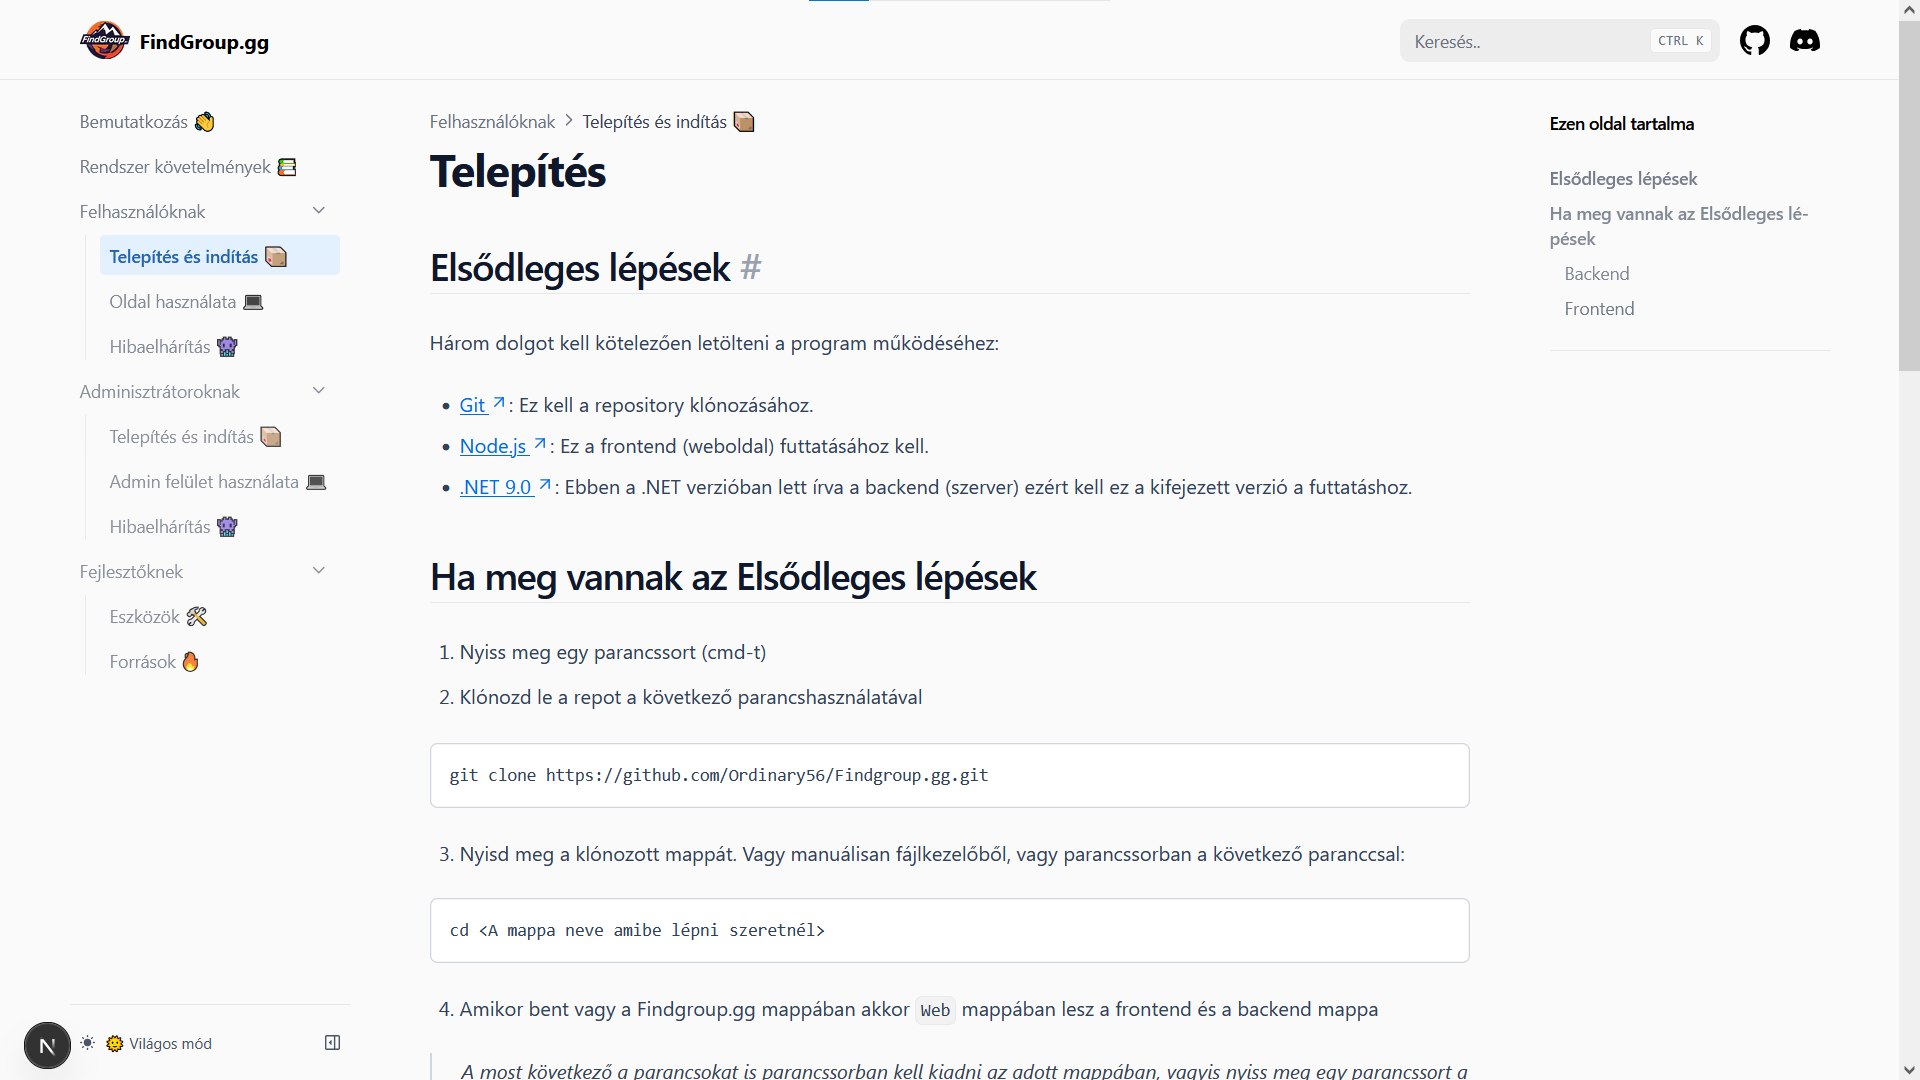 FindGroup.
FindGroup.gg
Keresés..
CTRL K
Bemutatkozás
Rendszer követelmények
Felhasználóknak
Telepítés és indítás
Oldal használata
Hibaelhárítás
Adminisztrátoroknak
Telepítés és indítás
Admin felület használata
Hibaelhárítás
Fejlesztőknek
Eszközök
Források
N
Világos mód
Felhasználóknak > Telepítés és indítás
Telepítés
Elsődleges lépések #
Három dolgot kell kötelezően letölteni a program működéséhez:
• Git ↗: Ez kell a repository klónozásához.
• Node.js ↗: Ez a frontend (weboldal) futtatásához kell.
• .NET 9.0 ↗: Ebben a .NET verzióban lett írva a backend (szerver) ezért kell ez a kifejezett verzió a futtatáshoz.
Ha meg vannak az Elsődleges lépések
1. Nyiss meg egy parancssort (cmd-t)
2. Klónozd le a repot a következő parancshasználatával
git clone https://github.com/Ordinary56/Findgroup.gg.git
3. Nyisd meg a klónozott mappát. Vagy manuálisan fájlkezelőből, vagy parancssorban a következő paranccsal:
cd <A mappa neve amibe lépni szeretnél>
4. Amikor bent vagy a Findgroup.gg mappában akkor Web mappában lesz a frontend és a backend mappa
A most következő a parancsokat is parancssorban kell kiadni az adott mappában, vagyis nyiss meg egy parancssort a
Ezen oldal tartalma
Elsődleges lépések
Ha meg vannak az Elsődleges lé-
pések
Backend
Frontend